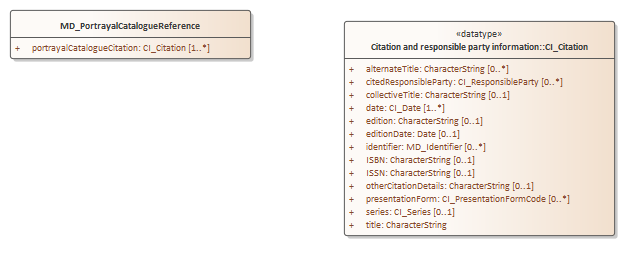 MD_PortrayalCatalogueReference
+ portrayalCatalogueCitation: CI_Citation [1..*]
«datatype»
Citation and responsible party information::CI_Citation
+ alternateTitle: CharacterString [0..*]
+ citedResponsibleParty: CI_ResponsibleParty [0..*]
+ collectiveTitle: CharacterString [0..1]
+ date: CI_Date [1..*]
+ edition: CharacterString [0..1]
+ editionDate: Date [0..1]
+ identifier: MD_Identifier [0..*]
+ ISBN: CharacterString [0..1]
+ ISSN: CharacterString [0..1]
+ otherCitationDetails: CharacterString [0..1]
+ presentationForm: CI_PresentationFormCode [0..*]
+ series: CI_Series [0..1]
+ title: CharacterString